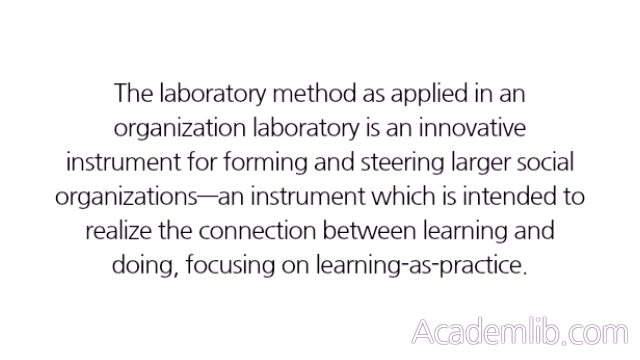 The laboratory method as applied in an
organization laboratory is an innovative
instrument for forming and steering larger social
organizations—an instrument which is intended to
realize the connection between learning and
doing, focusing on learning-as-practice.
Academlib.com